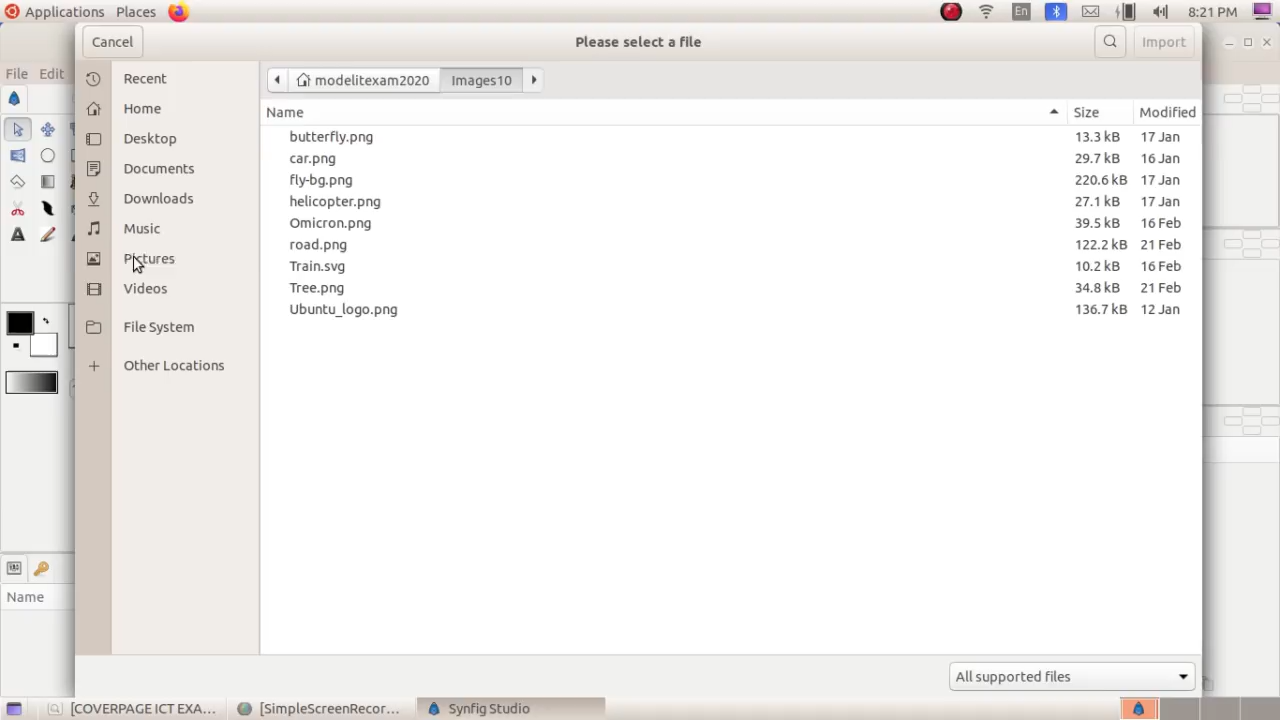 Applications Places En 8:21 PM
Cancel Please select a file Import
File Edit
Recent
Home
Desktop
Documents
Downloads
Music
Pictures
Videos
File System
+ Other Locations
modelitexam2020 Images10
Name Size Modified
butterfly.png 13.3 kB 17 Jan
car.png 29.7 kB 16 Jan
fly-bg.png 220.6 kB 17 Jan
helicopter.png 27.1 kB 17 Jan
Omicron.png 39.5 kB 16 Feb
road.png 122.2 kB 21 Feb
Train.svg 10.2 kB 16 Feb
Tree.png 34.8 kB 21 Feb
Ubuntu_logo.png 136.7 kB 12 Jan
Name
All supported files
[COVERPAGE ICT EXA... [SimpleScreenRecor... Synfig Studio